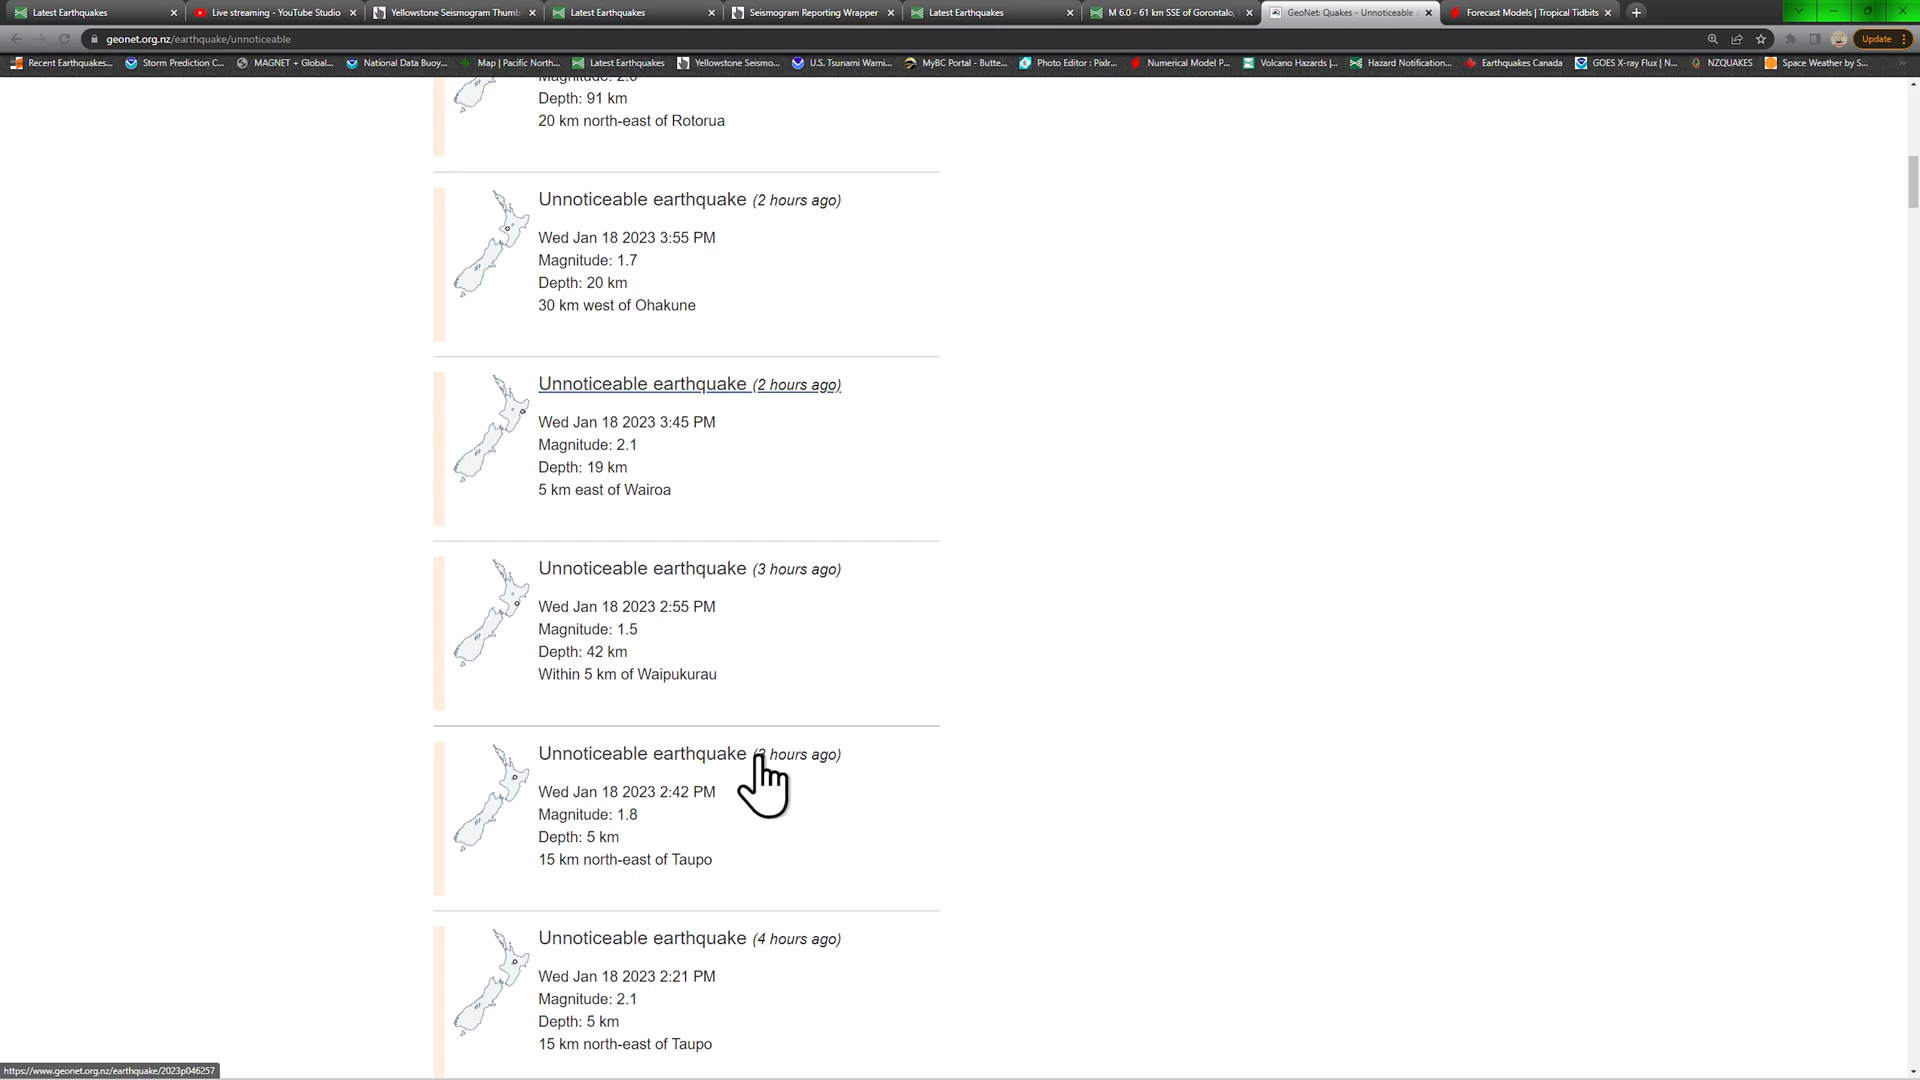 Latest Earthquakes
Live streaming - YouTube Studio
Yellowstone Seismogram Thumb
Latest Earthquakes
Seismogram Reporting Wrapper
Latest Earthquakes
M 6.0 - 61 km SSE of Gorontalo,
GeoNet: Quakes - Unnoticeable
Forecast Models | Tropical Tidbits
geonet.org.nz/earthquake/unnoticeable
Update
Recent Earthquakes...
Storm Prediction C...
MAGNET + Global...
National Data Buoy...
Map | Pacific North...
Latest Earthquakes
Yellowstone Seismo...
U.S. Tsunami Warni...
MyBC Portal - Butte...
Photo Editor : Pixlr...
Numerical Model P...
Volcano Hazards |...
Hazard Notification...
Earthquakes Canada
GOES X-ray Flux | N...
NZQUAKES
Space Weather by S...
Magnitude: 2.0
Depth: 91 km
20 km north-east of Rotorua
Unnoticeable earthquake (2 hours ago)
Wed Jan 18 2023 3:55 PM
Magnitude: 1.7
Depth: 20 km
30 km west of Ohakune
Unnoticeable earthquake (2 hours ago)
Wed Jan 18 2023 3:45 PM
Magnitude: 2.1
Depth: 19 km
5 km east of Wairoa
Unnoticeable earthquake (3 hours ago)
Wed Jan 18 2023 2:55 PM
Magnitude: 1.5
Depth: 42 km
Within 5 km of Waipukurau
Unnoticeable earthquake (3 hours ago)
Wed Jan 18 2023 2:42 PM
Magnitude: 1.8
Depth: 5 km
15 km north-east of Taupo
Unnoticeable earthquake (4 hours ago)
Wed Jan 18 2023 2:21 PM
Magnitude: 2.1
Depth: 5 km
15 km north-east of Taupo
https://www.geonet.org.nz/earthquake/2023p046257